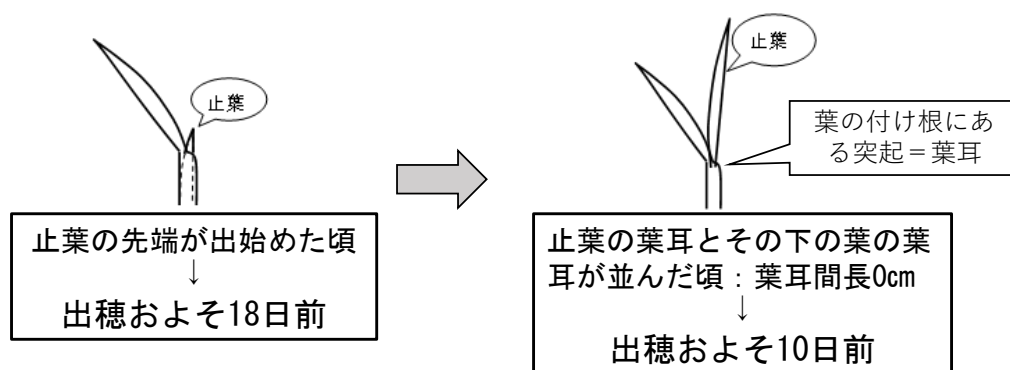 止葉
止葉の先端が出始めた頃
↓
出穂およそ18日前
止葉
葉の付け根にあ
る突起＝葉耳
止葉の葉耳とその下の葉の葉
耳が並んだ頃：葉耳間長0㎝
↓
出穂およそ10日前